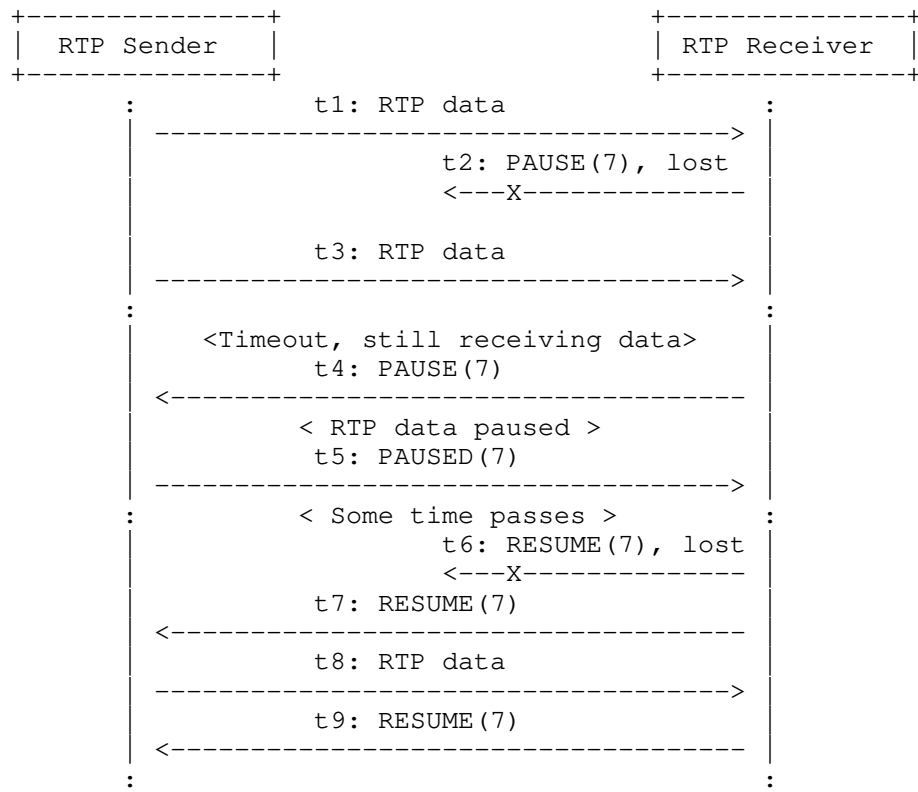 RTP Sender RTP Receiver
t1: RTP data
t2: PAUSE(7), lost
<---X--------------
t3: RTP data
<Timeout, still receiving data>
t4: PAUSE(7)
< RTP data paused >
t5: PAUSED(7)
< Some time passes >
t6: RESUME(7), lost
<---X--------------
t7: RESUME(7)
t8: RTP data
t9: RESUME(7)